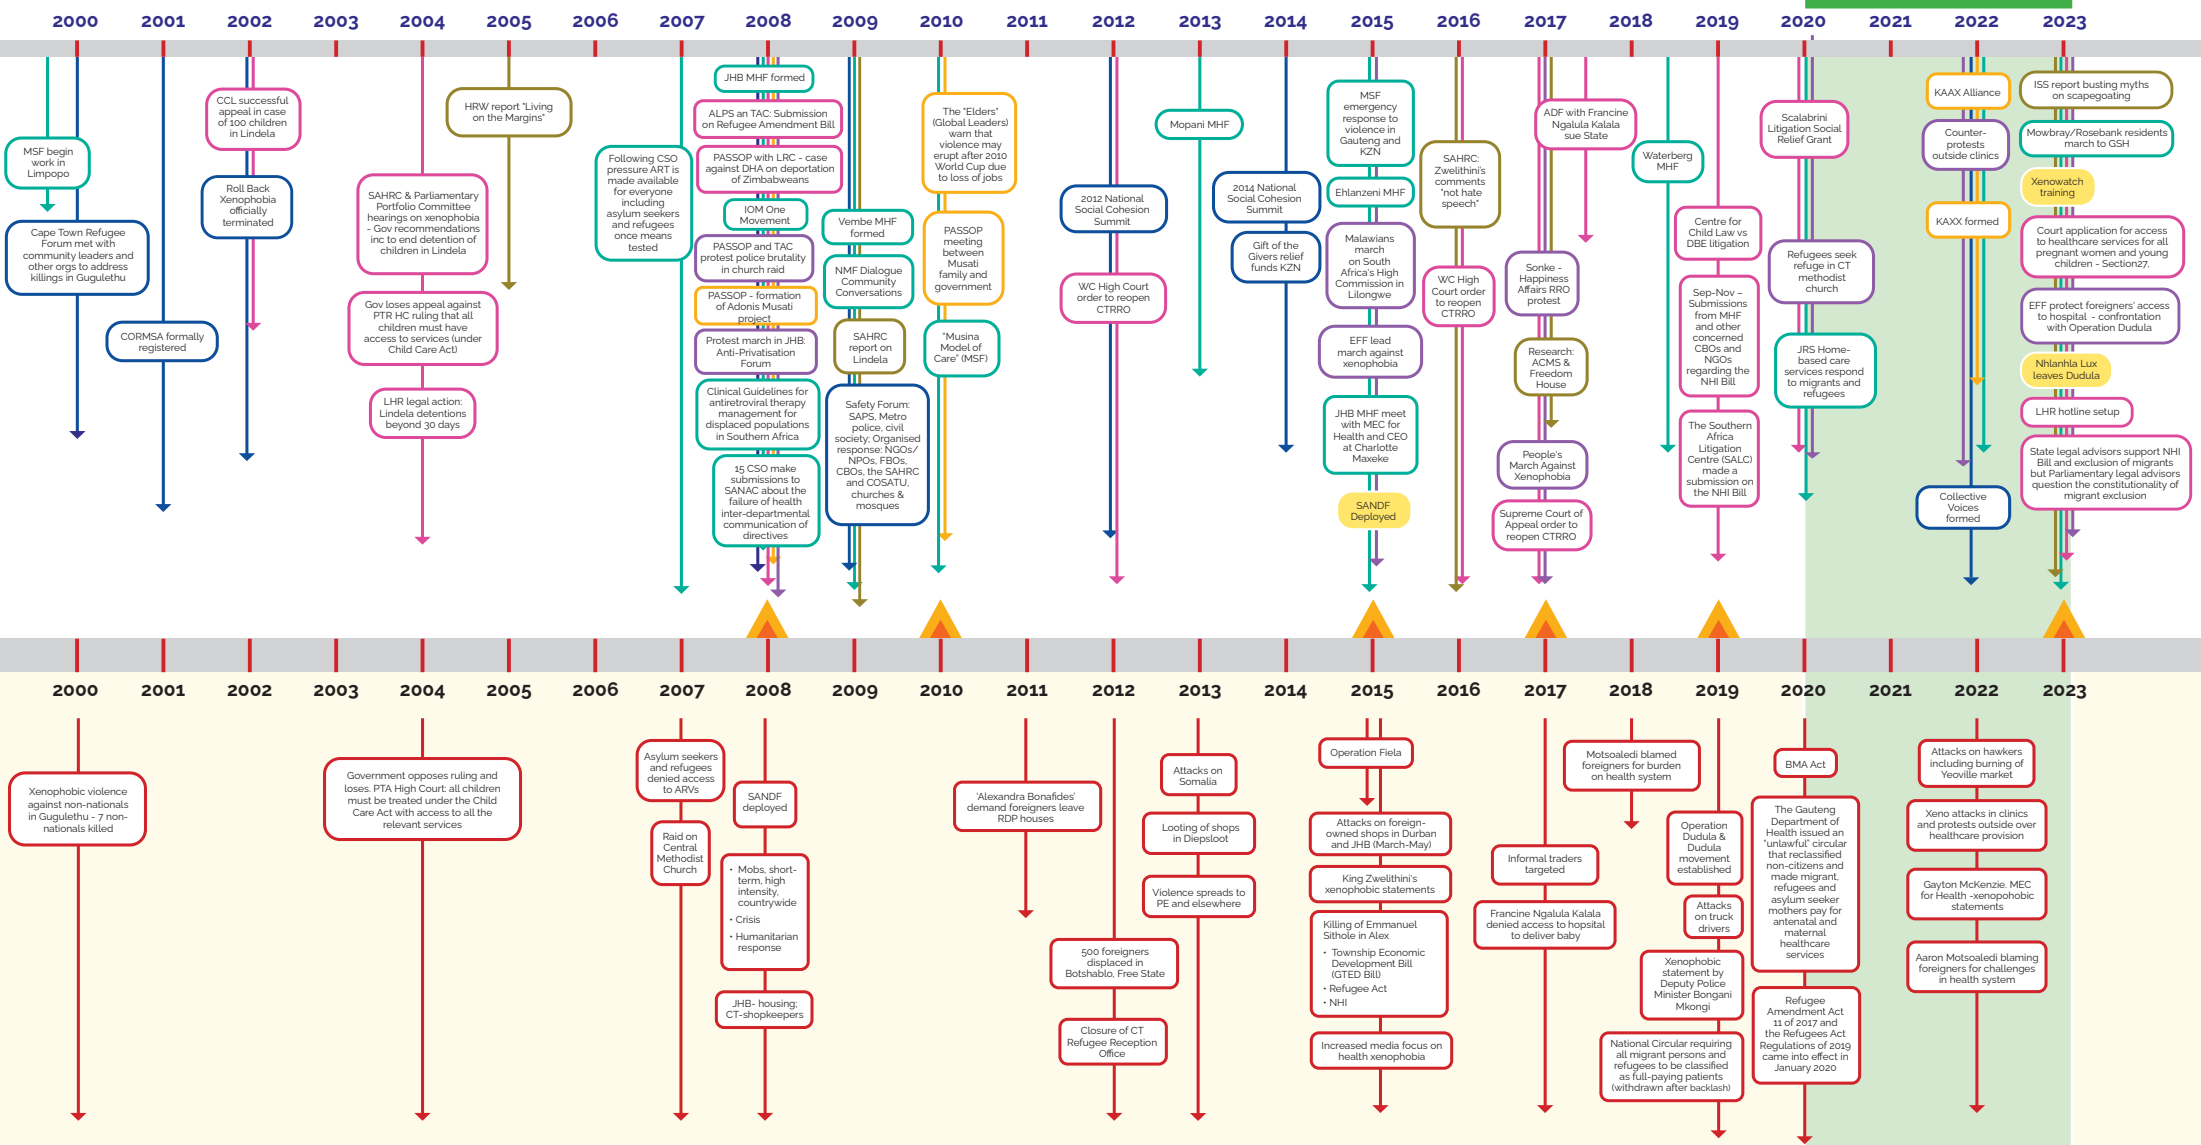 2000 2001 2002 2003 2004 2005 2006 2007 2008 2009 2010 2011 2012 2013 2014 2015 2016 2017 2018 2019 2020 2021 2022 2023
MSF begin
work in
Limpopo
Cape Town Refugee
Forum met with
community leaders and
other orgs to address
killings in Gugulethu
CORMSA formally
registered
CCL successful
appeal in case
of 100 children
in Lindela
Roll Back
Xenophobia
officially
terminated
SAHRC & Parliamentary
Portfolio Committee
hearings on xenophobia
- Gov recommendations
inc to end detention of
children in Lindela
Gov loses appeal against
PTR HC ruling that all
children must have
access to services (under
Child Care Act)
LHR legal action:
Lindela detentions
beyond 30 days
HRW report "Living
on the Margins"
Following CSO
pressure ART is
made available
for everyone
including
asylum seekers
and refugees
once means
tested
JHB MHF formed
ALPS an TAC: Submission
on Refugee Amendment Bill
PASSOP with LRC - case
against DHA on deportation
of Zimbabweans
IOM One
Movement
PASSOP and TAC
protest police brutality
in church raid
PASSOP - formation
of Adonis Musati
project
Protest march in JHB:
Anti-Privatisation
Forum
Clinical Guidelines for
antiretroviral therapy
management for
displaced populations
in Southern Africa
15 CSO make
submissions to
SANAC about the
failure of health
inter-departmental
communication of
directives
Vembe MHF
formed
NMF Dialogue
Community
Conversations
SAHRC
report on
Lindela
Safety Forum:
SAPS, Metro
police, civil
society; Organised
response: NGOs/
NPOs, FBOs,
CBOs, the SAHRC
and COSATU,
churches &
mosques
The "Elders"
(Global Leaders)
warn that
violence may
erupt after 2010
World Cup due
to loss of jobs
PASSOP
meeting
between
Musati
family and
government
"Musina
Model of
Care" (MSF)
2012 National
Social Cohesion
Summit
WC High Court
order to reopen
CTRRO
Mopani MHF
2014 National
Social Cohesion
Summit
Gift of the
Givers relief
funds KZN
MSF
emergency
response to
violence in
Gauteng and
KZN
Ehlanzeni MHF
Malawians
march
on South
Africa's High
Commission in
Lilongwe
EFF lead
march against
xenophobia
JHB MHF meet
with MEC for
Health and CEO
at Charlotte
Maxeke
SANDF
Deployed
SAHRC:
Zwelithini's
comments
"not hate
speech"
WC High
Court order
to reopen
CTRRO
ADF with Francine
Ngalula Kalala
sue State
Sonke -
Happiness
Affairs RRO
protest
Research:
ACMS &
Freedom
House
People's
March Against
Xenophobia
Supreme Court of
Appeal order to
reopen CTRRO
Waterberg
MHF
Centre for
Child Law vs
DBE litigation
Sep-Nov –
Submissions
from MHF
and other
concerned
CBOs and
NGOs
regarding the
NHI Bill
The Southern
Africa
Litigation
Centre (SALC)
made a
submission on
the NHI Bill
Scalabrini
Litigation Social
Relief Grant
Refugees seek
refuge in CT
methodist
church
JRS Home-
based care
services respond
to migrants and
refugees
KAAX Alliance
Counter-
protests
outside clinics
KAXX formed
Collective
Voices
formed
ISS report busting myths
on scapegoating
Mowbray/Rosebank residents
march to GSH
Xenowatch
training
Court application for access
to healthcare services for all
pregnant women and young
children - Section27,
EFF protect foreigners' access
to hospital - confrontation
with Operation Dudula
Nhlanhla Lux
leaves Dudula
LHR hotline setup
State legal advisors support NHI
Bill and exclusion of migrants
but Parliamentary legal advisors
question the constitutionality of
migrant exclusion
2000 2001 2002 2003 2004 2005 2006 2007 2008 2009 2010 2011 2012 2013 2014 2015 2016 2017 2018 2019 2020 2021 2022 2023
Xenophobic violence
against non-nationals
in Gugulethu - 7 non-
nationals killed
Government opposes ruling and
loses. PTA High Court: all children
must be treated under the Child
Care Act with access to all the
relevant services
Asylum seekers
and refugees
denied access
to ARVs
Raid on
Central
Methodist
Church
SANDF
deployed
• Mobs, short-
term, high
intensity,
countrywide
• Crisis
• Humanitarian
response
JHB- housing;
CT-shopkeepers
'Alexandra Bonafides'
demand foreigners leave
RDP houses
500 foreigners
displaced in
Botshablo, Free State
Closure of CT
Refugee Reception
Office
Attacks on
Somalia
Looting of shops
in Diepsloot
Violence spreads to
PE and elsewhere
Operation Fiela
Attacks on foreign-
owned shops in Durban
and JHB (March-May)
King Zwelithini's
xenophobic statements
Killing of Emmanuel
Sithole in Alex
• Township Economic
Development Bill
(GTED Bill)
• Refugee Act
• NHI
Increased media focus on
health xenophobia
Informal traders
targeted
Francine Ngalula Kalala
denied access to hopsital
to deliver baby
Motsoaledi blamed
foreigners for burden
on health system
Operation
Dudula &
Dudula
movement
established
Attacks
on truck
drivers
Xenophobic
statement by
Deputy Police
Minister Bongani
Mkongi
National Circular requiring
all migrant persons and
refugees to be classified
as full-paying patients
(withdrawn after backlash)
BMA Act
The Gauteng
Department of
Health issued an
"unlawful" circular
that reclassified
non-citizens and
made migrant,
refugees and
asylum seeker
mothers pay for
antenatal and
maternal
healthcare
services
Refugee
Amendment Act
11 of 2017 and
the Refugees Act
Regulations of 2019
came into effect in
January 2020
Attacks on hawkers
including burning of
Yeoville market
Xeno attacks in clinics
and protests outside over
healthcare provision
Gayton McKenzie, MEC
for Health -xenopohobic
statements
Aaron Motsoaledi blaming
foreigners for challenges
in health system